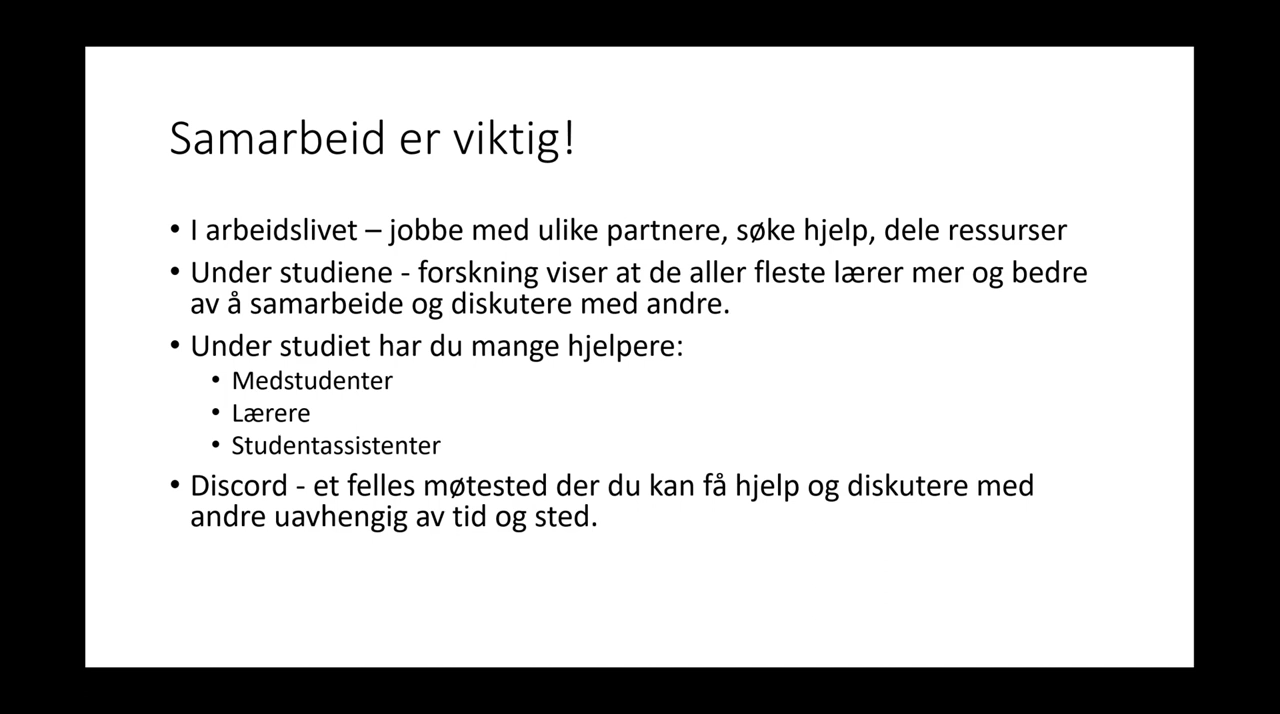 Samarbeid er viktig!
• I arbeidslivet – jobbe med ulike partnere, søke hjelp, dele ressurser
• Under studiene - forskning viser at de aller fleste lærer mer og bedre
av å samarbeide og diskutere med andre.
• Under studiet har du mange hjelpere:
• Medstudenter
• Lærere
• Studentassistenter
• Discord - et felles møtested der du kan få hjelp og diskutere med
andre uavhengig av tid og sted.